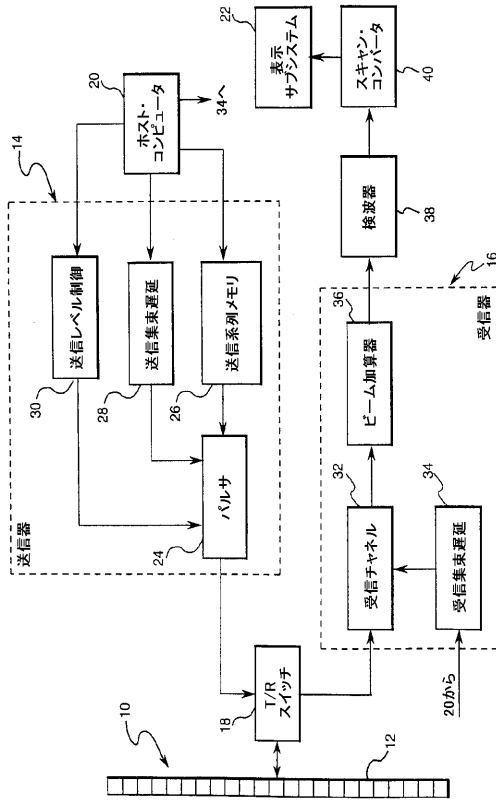 送信器
14
送信レベル制御
30
送信集束遅延
28
送信系列メモリ
26
パルサ
24
20
ホスト・
コンピュータ
34へ
22
表示
サブシステム
スキャン・
コンバータ
40
検波器
38
16
受信器
36
ビーム加算器
32
受信チャネル
34
受信集束遅延
20から
T/R
スイッチ
18
10
12